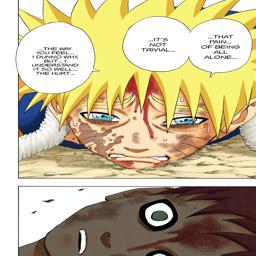 ...THAT
PAIN...
OF BEING
ALL
ALONE...
...IT'S
NOT
TRIVIAL...
...THE WAY
YOU FEEL...
I DUNNO WHY,
BUT... I
UNDERSTAND
IT SO WELL...
THE HURT...